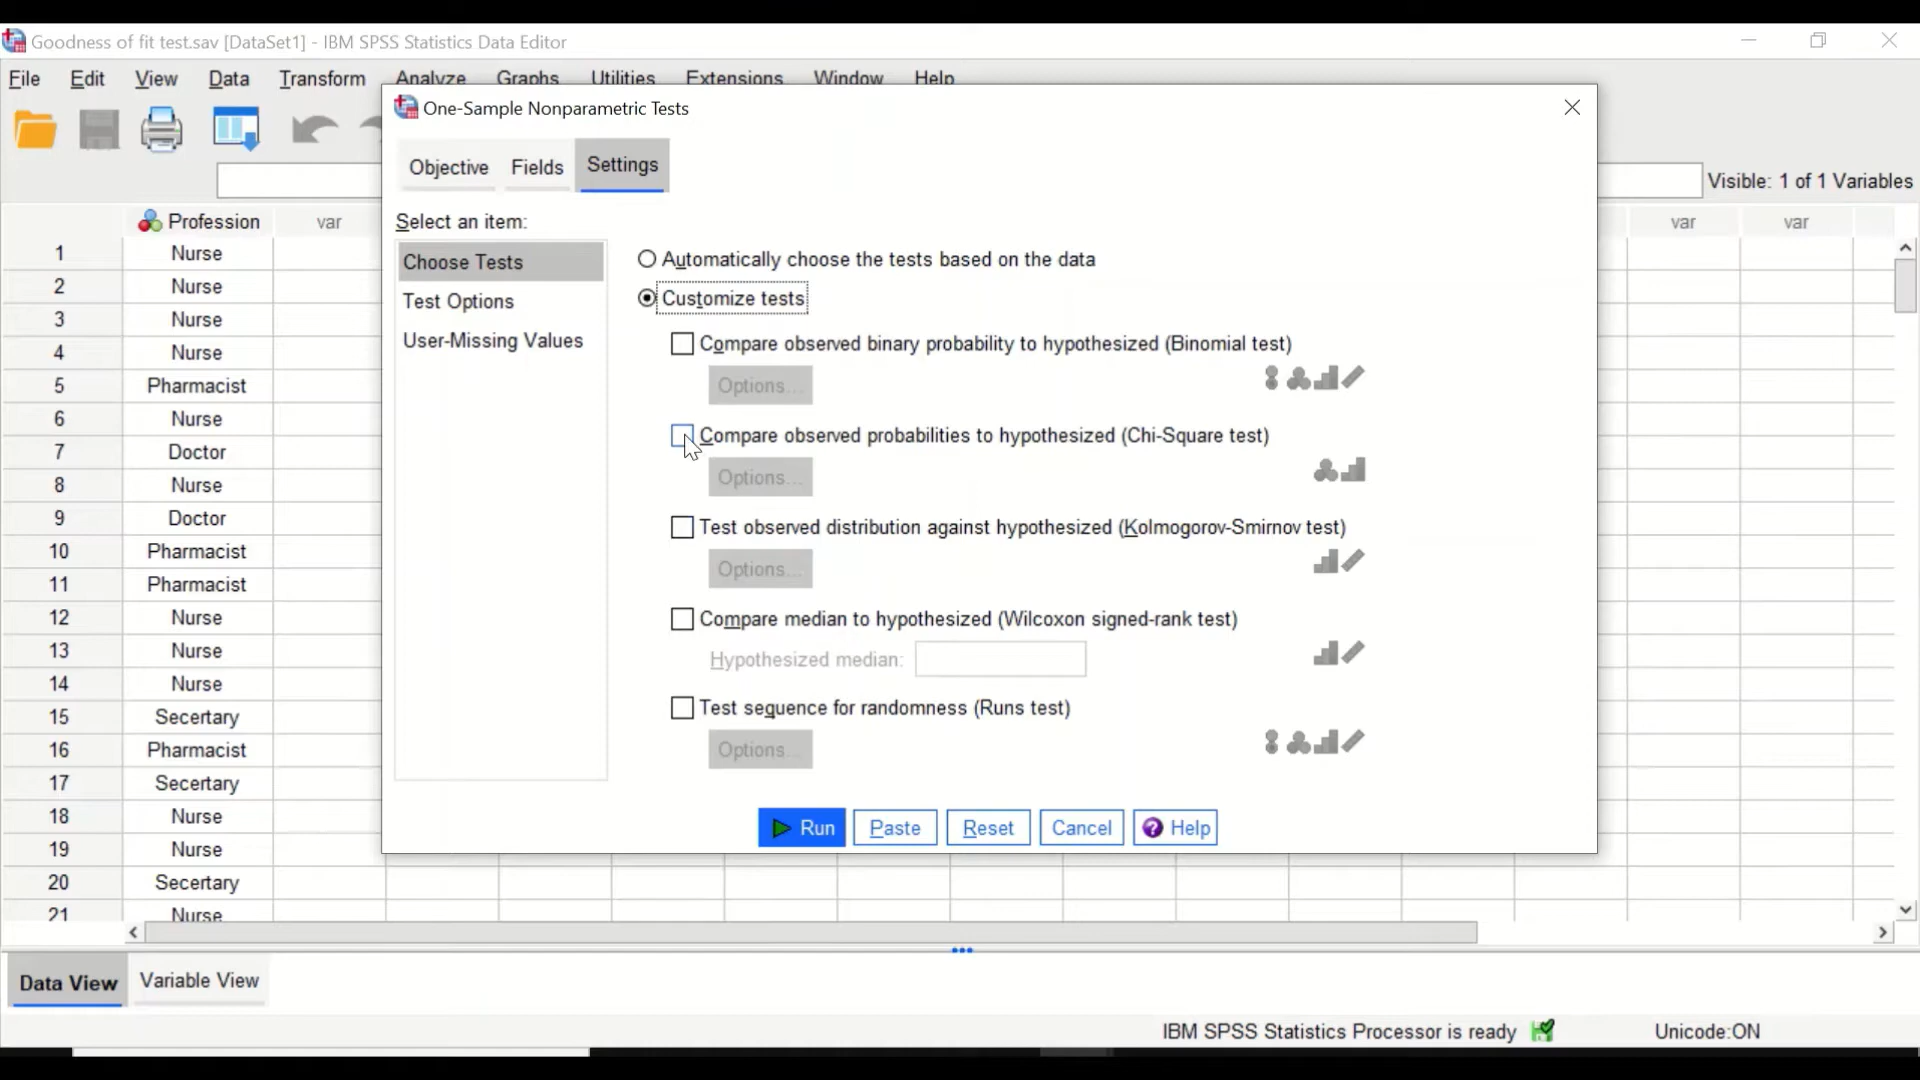 Goodness of fit test.sav [DataSet1] - IBM SPSS Statistics Data Editor
File Edit View Data Transform Analyze Graphs Utilities Extensions Window Help
One-Sample Nonparametric Tests
Objective Fields Settings
Visible: 1 of 1 Variables
Select an item:
Choose Tests
Test Options
User-Missing Values
Automatically choose the tests based on the data
Customize tests
Compare observed binary probability to hypothesized (Binomial test)
Options...
Compare observed probabilities to hypothesized (Chi-Square test)
Options...
Test observed distribution against hypothesized (Kolmogorov-Smirnov test)
Options...
Compare median to hypothesized (Wilcoxon signed-rank test)
Hypothesized median:
Test sequence for randomness (Runs test)
Options...
Run Paste Reset Cancel Help
Profession var var var
1 Nurse
2 Nurse
3 Nurse
4 Nurse
5 Pharmacist
6 Nurse
7 Doctor
8 Nurse
9 Doctor
10 Pharmacist
11 Pharmacist
12 Nurse
13 Nurse
14 Nurse
15 Secertary
16 Pharmacist
17 Secertary
18 Nurse
19 Nurse
20 Secertary
21 Nurse
Data View Variable View
IBM SPSS Statistics Processor is ready Unicode:ON